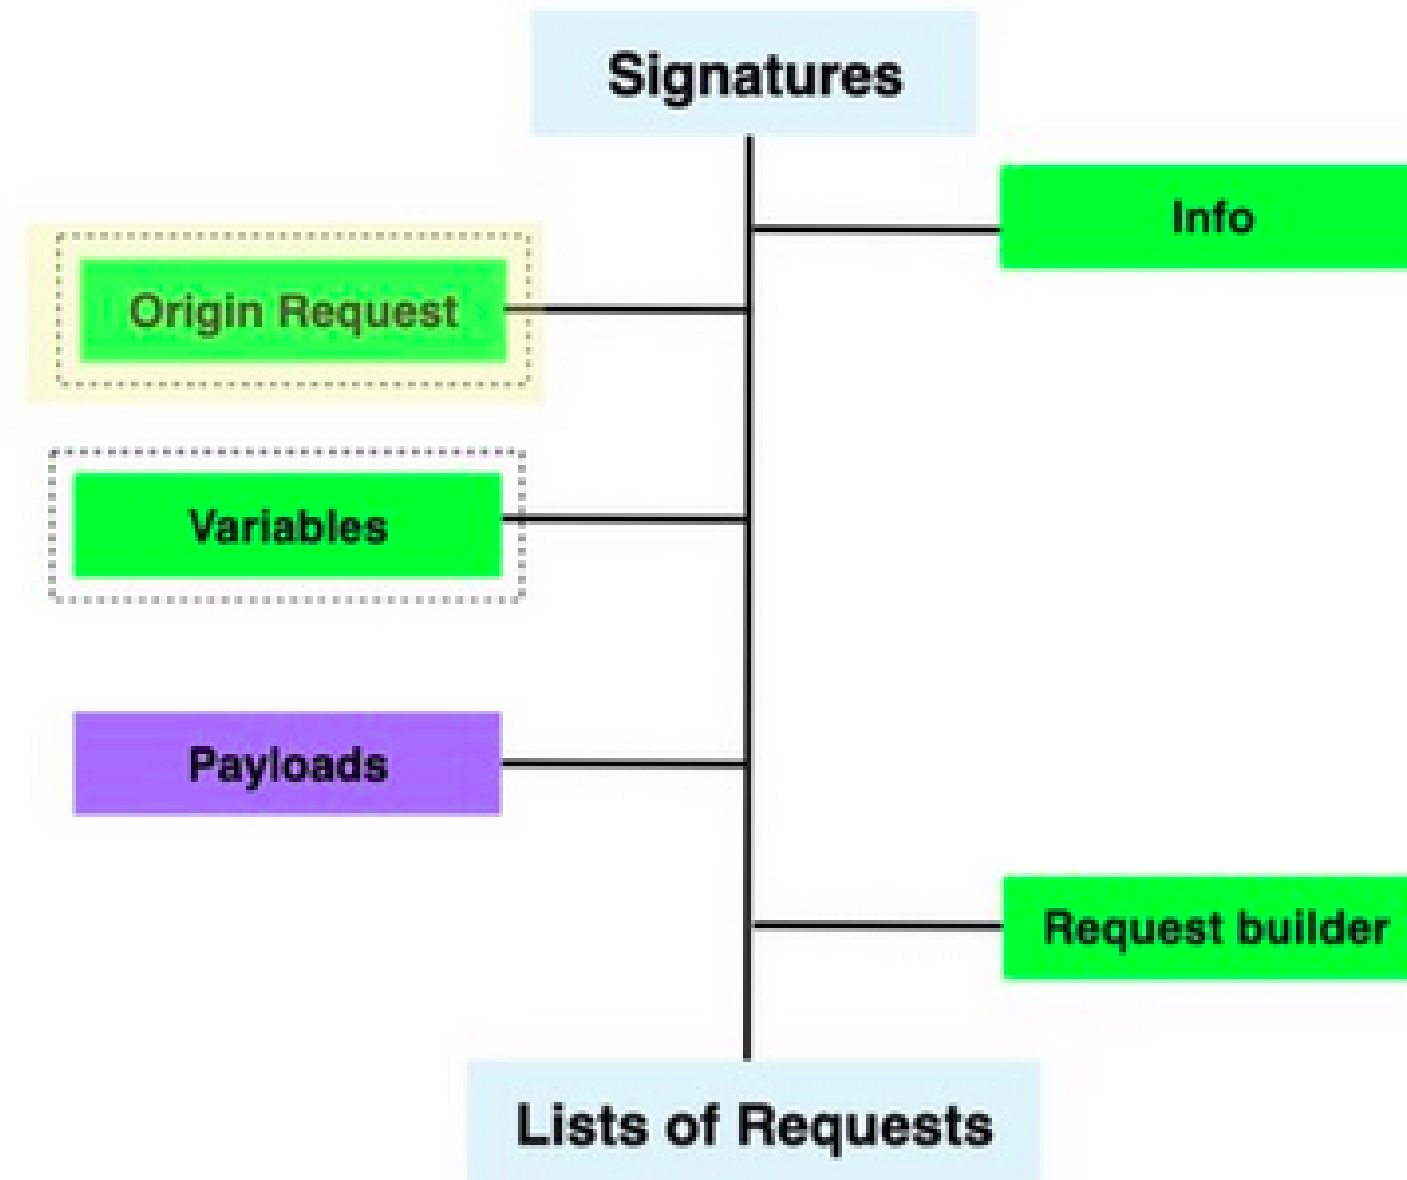 Signatures
Info
Origin Request
Variables
Payloads
Request builder
Lists of Requests